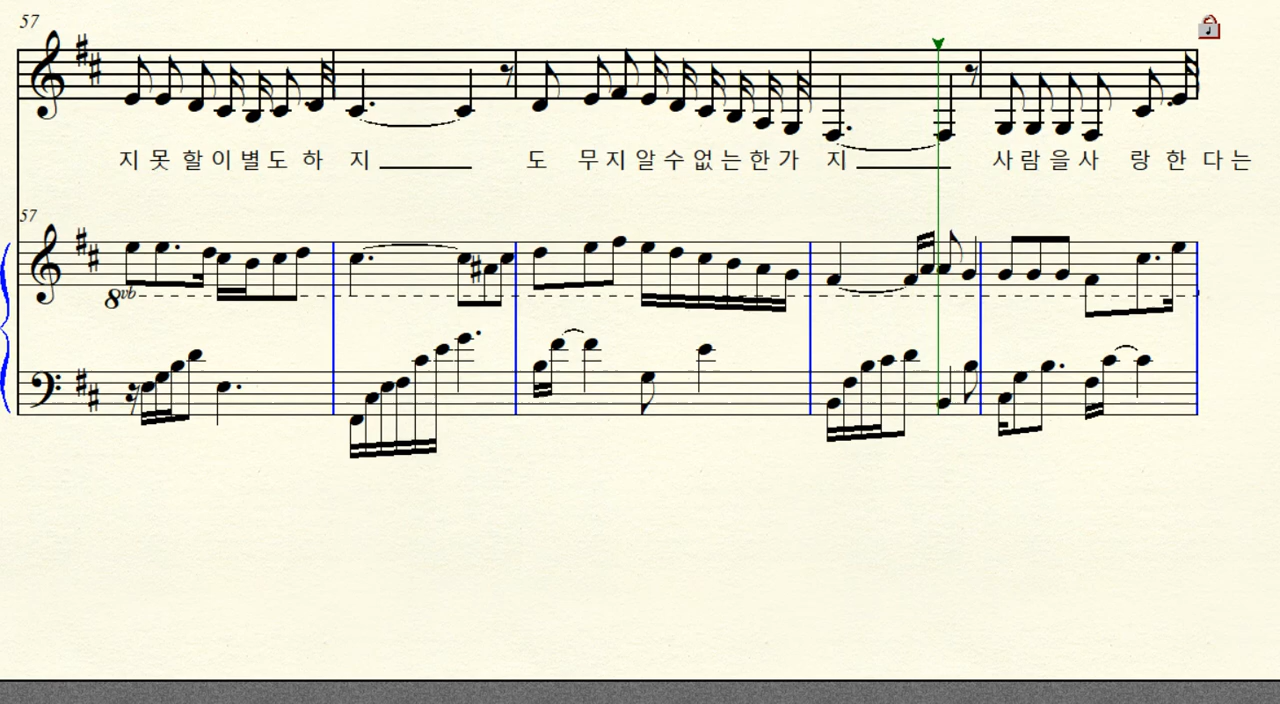 57
지 못 할 이 별 도 하 지 도 무 지 알 수 없 는 한 가 지 사 람 을 사 랑 한 다 는
57
8vb